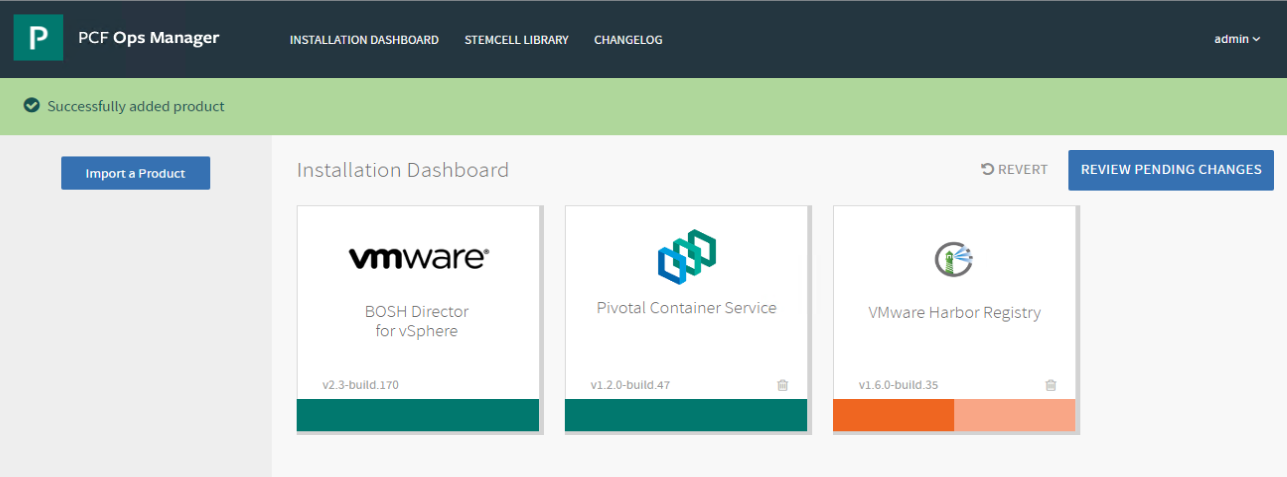 P PCF Ops Manager INSTALLATION DASHBOARD STEMCELL LIBRARY CHANGELOG admin
Successfully added product
Import a Product
Installation Dashboard REVERT REVIEW PENDING CHANGES
vmware®
BOSH Director
for vSphere
v2.3-build.170
Pivotal Container Service
v1.2.0-build.47
VMware Harbor Registry
v1.6.0-build.35